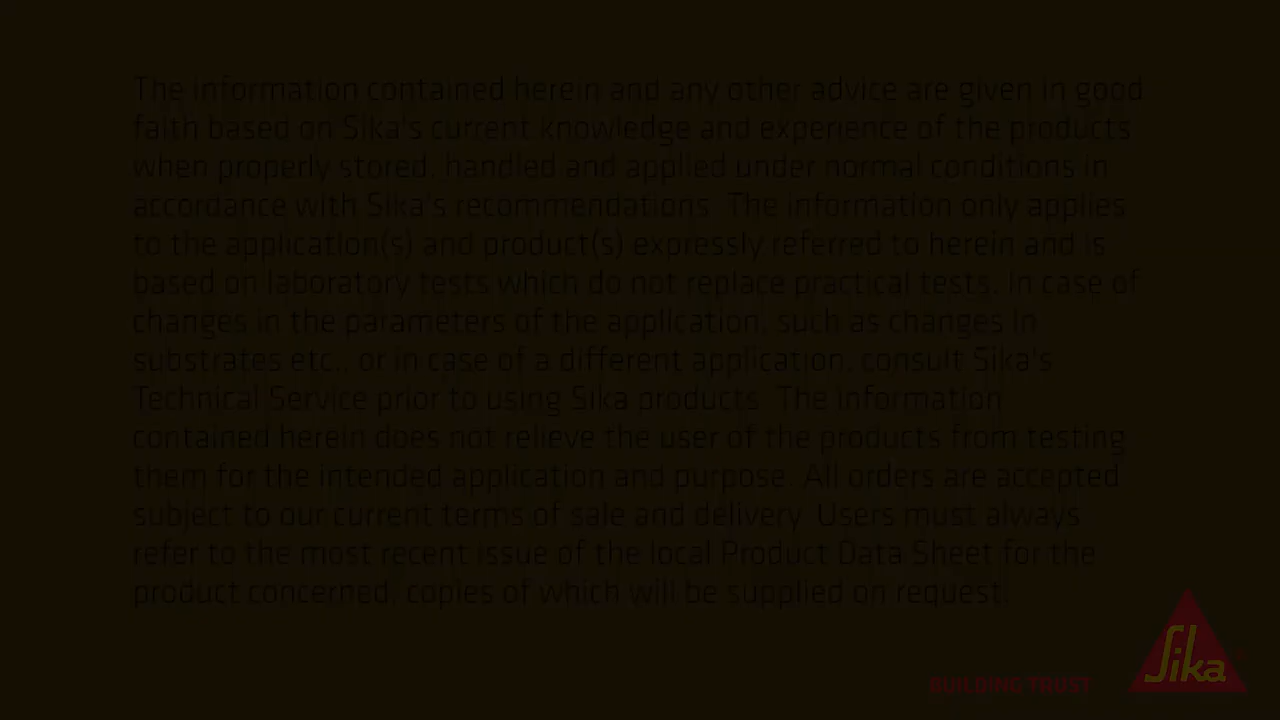 The information contained herein and any other advice are given in good
faith based on Sika's current knowledge and experience of the products
when properly stored, handled and applied under normal conditions in
accordance with Sika's recommendations. The information only applies
to the application(s) and product(s) expressly referred to herein and is
based on laboratory tests which do not replace practical tests. In case of
changes in the parameters of the application, such as changes in
substrates etc., or in case of a different application, consult Sika's
Technical Service prior to using Sika products. The information
contained herein does not relieve the user of the products from testing
them for the intended application and purpose. All orders are accepted
subject to our current terms of sale and delivery. Users must always
refer to the most recent issue of the local Product Data Sheet for the
product concerned, copies of which will be supplied on request.
BUILDING TRUST
Sika